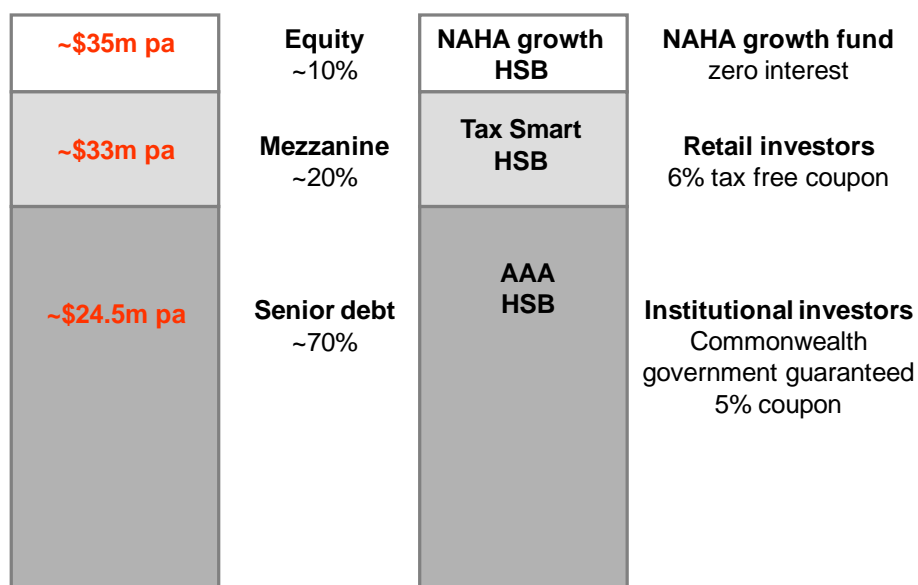 ~$35m pa
Equity
~10%
NAHA growth
HSB
NAHA growth fund
zero interest
~$33m pa
Mezzanine
~20%
Tax Smart
HSB
Retail investors
6% tax free coupon
~$24.5m pa
Senior debt
~70%
AAA
HSB
Institutional investors
Commonwealth
government guaranteed
5% coupon